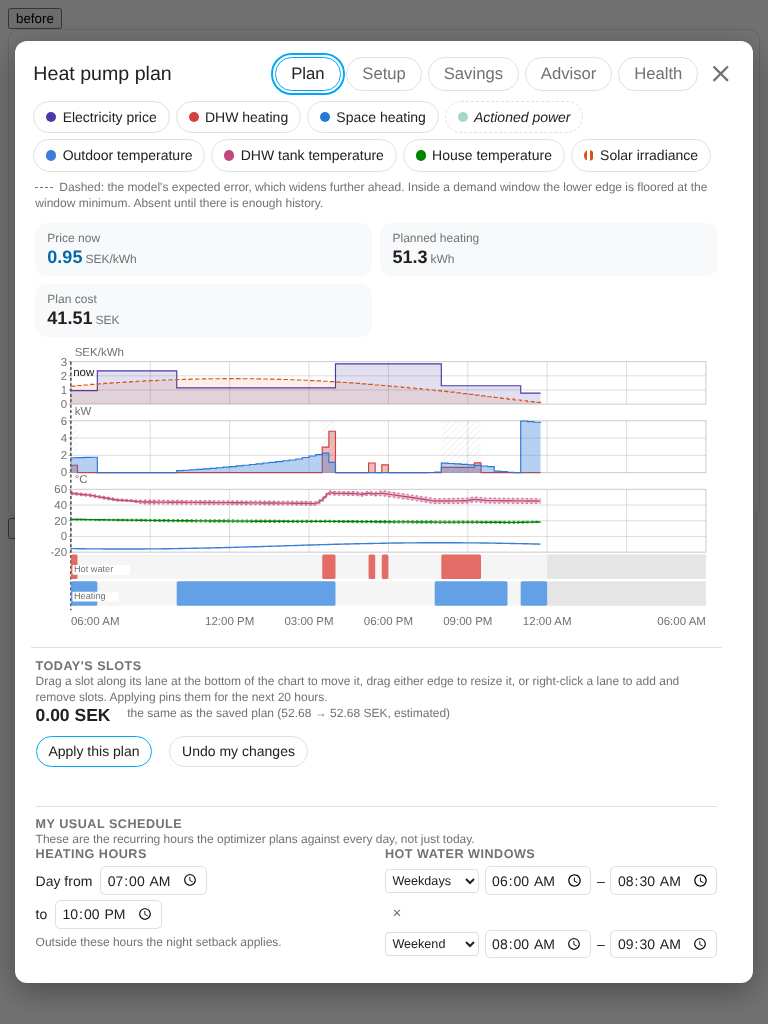 before
Heat pump plan
Plan
Setup
Savings
Advisor
Health
Electricity price
DHW heating
Space heating
Actioned power
Outdoor temperature
DHW tank temperature
House temperature
Solar irradiance
Dashed: the model's expected error, which widens further ahead. Inside a demand window the lower edge is floored at the
window minimum. Absent until there is enough history.
Price now
0.95 SEK/kWh
Planned heating
51.3 kWh
Plan cost
41.51 SEK
SEK/kWh
3
now
2
1
0
kW
6
4
2
0
°C
60
40
20
0
-20
Hot water
Heating
06:00 AM
12:00 PM
03:00 PM
06:00 PM
09:00 PM
12:00 AM
06:00 AM
TODAY'S SLOTS
Drag a slot along its lane at the bottom of the chart to move it, drag either edge to resize it, or right-click a lane to add and
remove slots. Applying pins them for the next 20 hours.
0.00 SEK the same as the saved plan (52.68 → 52.68 SEK, estimated)
Apply this plan
Undo my changes
MY USUAL SCHEDULE
These are the recurring hours the optimizer plans against every day, not just today.
HEATING HOURS
Day from 07:00 AM
to 10:00 PM
Outside these hours the night setback applies.
HOT WATER WINDOWS
Weekdays 06:00 AM – 08:30 AM
×
Weekend 08:00 AM – 09:30 AM